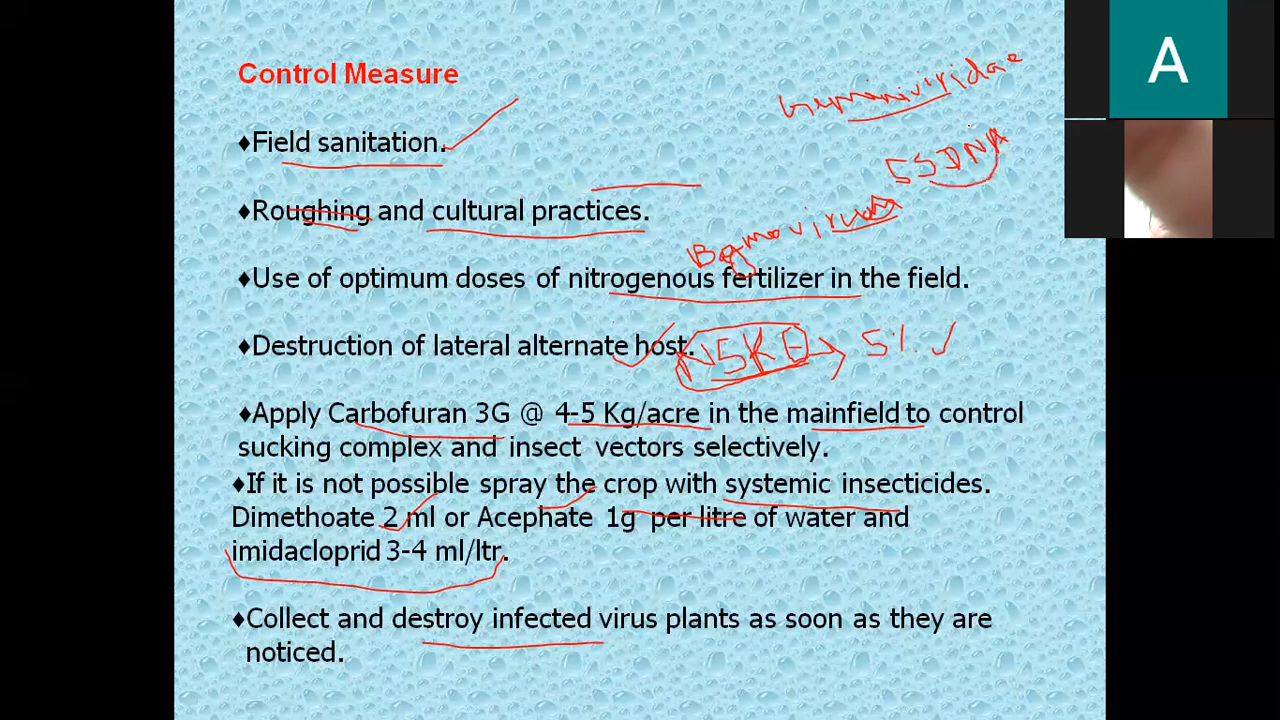 Control Measure
Geminiviridae
A
♦Field sanitation.
SSDNA
♦Roughing and cultural practices.
♦Use of optimum doses of nitrogenous fertilizer in the field.
♦Destruction of lateral alternate host.
5%
♦Apply Carbofuran 3G @ 4-5 Kg/acre in the mainfield to control
sucking complex and insect vectors selectively.
♦If it is not possible spray the crop with systemic insecticides.
Dimethoate 2 ml or Acephate 1g per litre of water and
imidacloprid 3-4 ml/ltr.
♦Collect and destroy infected virus plants as soon as they are
noticed.